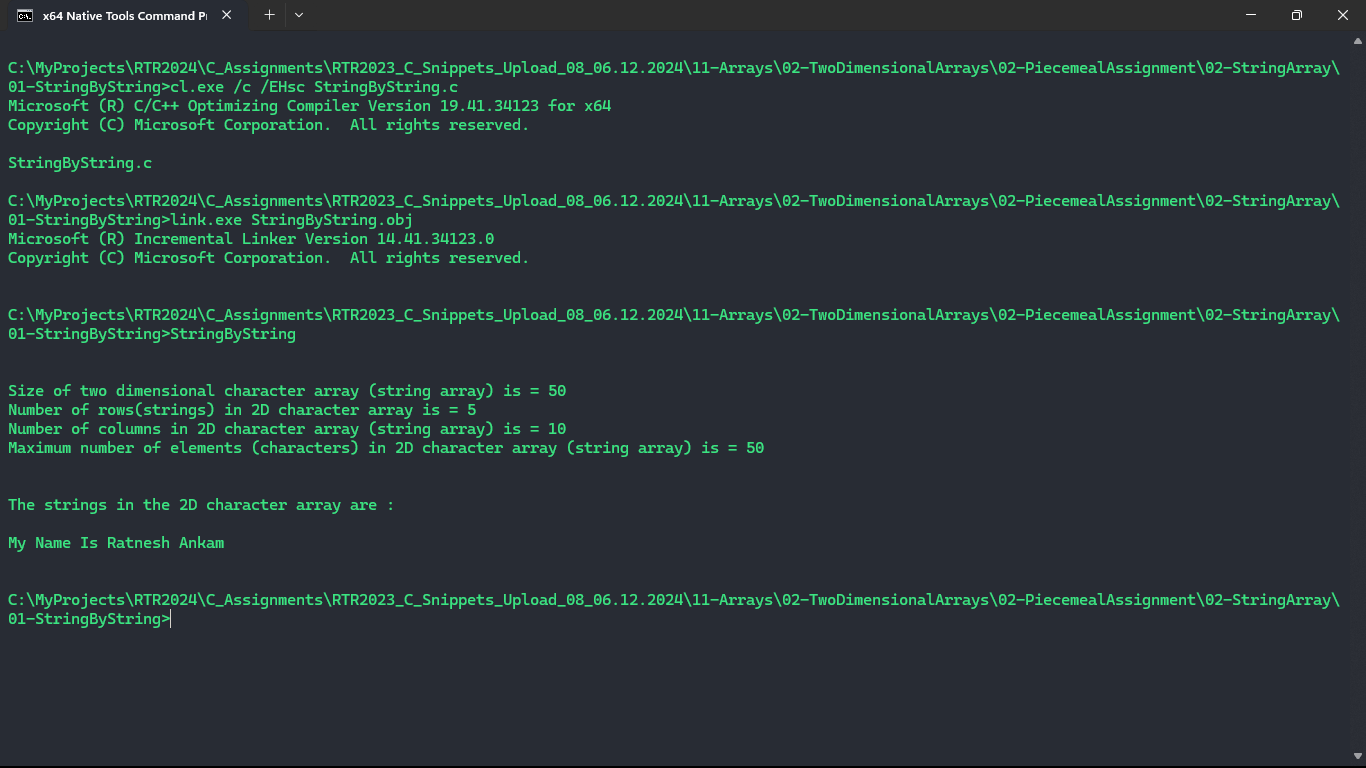 x64 Native Tools Command P
C:\MyProjects\RTR2024\C_Assignments\RTR2023_C_Snippets_Upload_08_06.12.2024\11-Arrays\02-TwoDimensionalArrays\02-PiecemealAssignment\02-StringArray\
01-StringByString>cl.exe /c /EHsc StringByString.c
Microsoft (R) C/C++ Optimizing Compiler Version 19.41.34123 for x64
Copyright (C) Microsoft Corporation.  All rights reserved.
StringByString.c
C:\MyProjects\RTR2024\C_Assignments\RTR2023_C_Snippets_Upload_08_06.12.2024\11-Arrays\02-TwoDimensionalArrays\02-PiecemealAssignment\02-StringArray\
01-StringByString>link.exe StringByString.obj
Microsoft (R) Incremental Linker Version 14.41.34123.0
Copyright (C) Microsoft Corporation.  All rights reserved.
C:\MyProjects\RTR2024\C_Assignments\RTR2023_C_Snippets_Upload_08_06.12.2024\11-Arrays\02-TwoDimensionalArrays\02-PiecemealAssignment\02-StringArray\
01-StringByString>StringByString
Size of two dimensional character array (string array) is = 50
Number of rows(strings) in 2D character array is = 5
Number of columns in 2D character array (string array) is = 10
Maximum number of elements (characters) in 2D character array (string array) is = 50
The strings in the 2D character array are :
My Name Is Ratnesh Ankam
C:\MyProjects\RTR2024\C_Assignments\RTR2023_C_Snippets_Upload_08_06.12.2024\11-Arrays\02-TwoDimensionalArrays\02-PiecemealAssignment\02-StringArray\
01-StringByString>